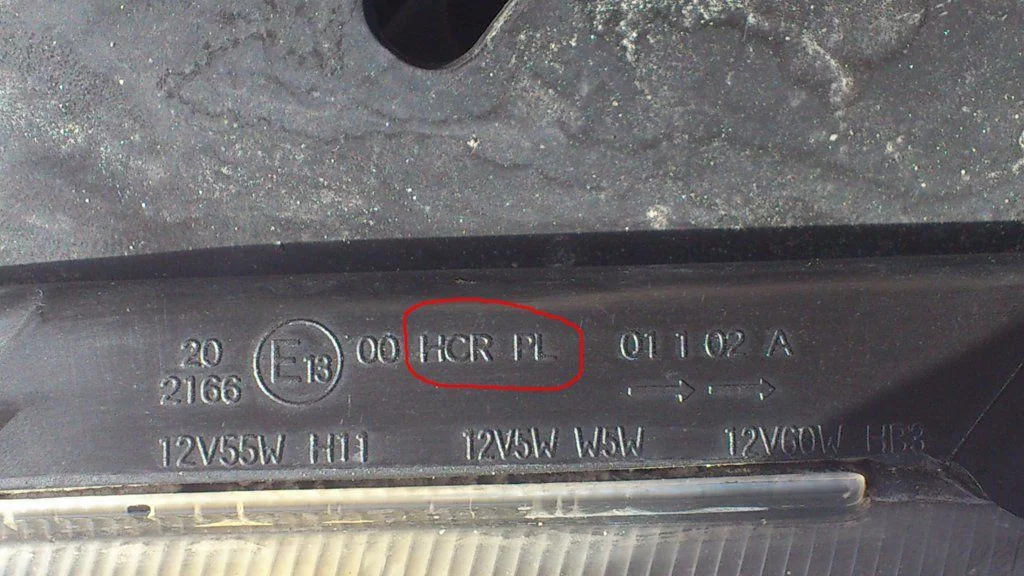 20 E13 00 HCR PL 01 1 02 A
2166 → →
12V55W H11 12V5W W5W 12V60W HB3